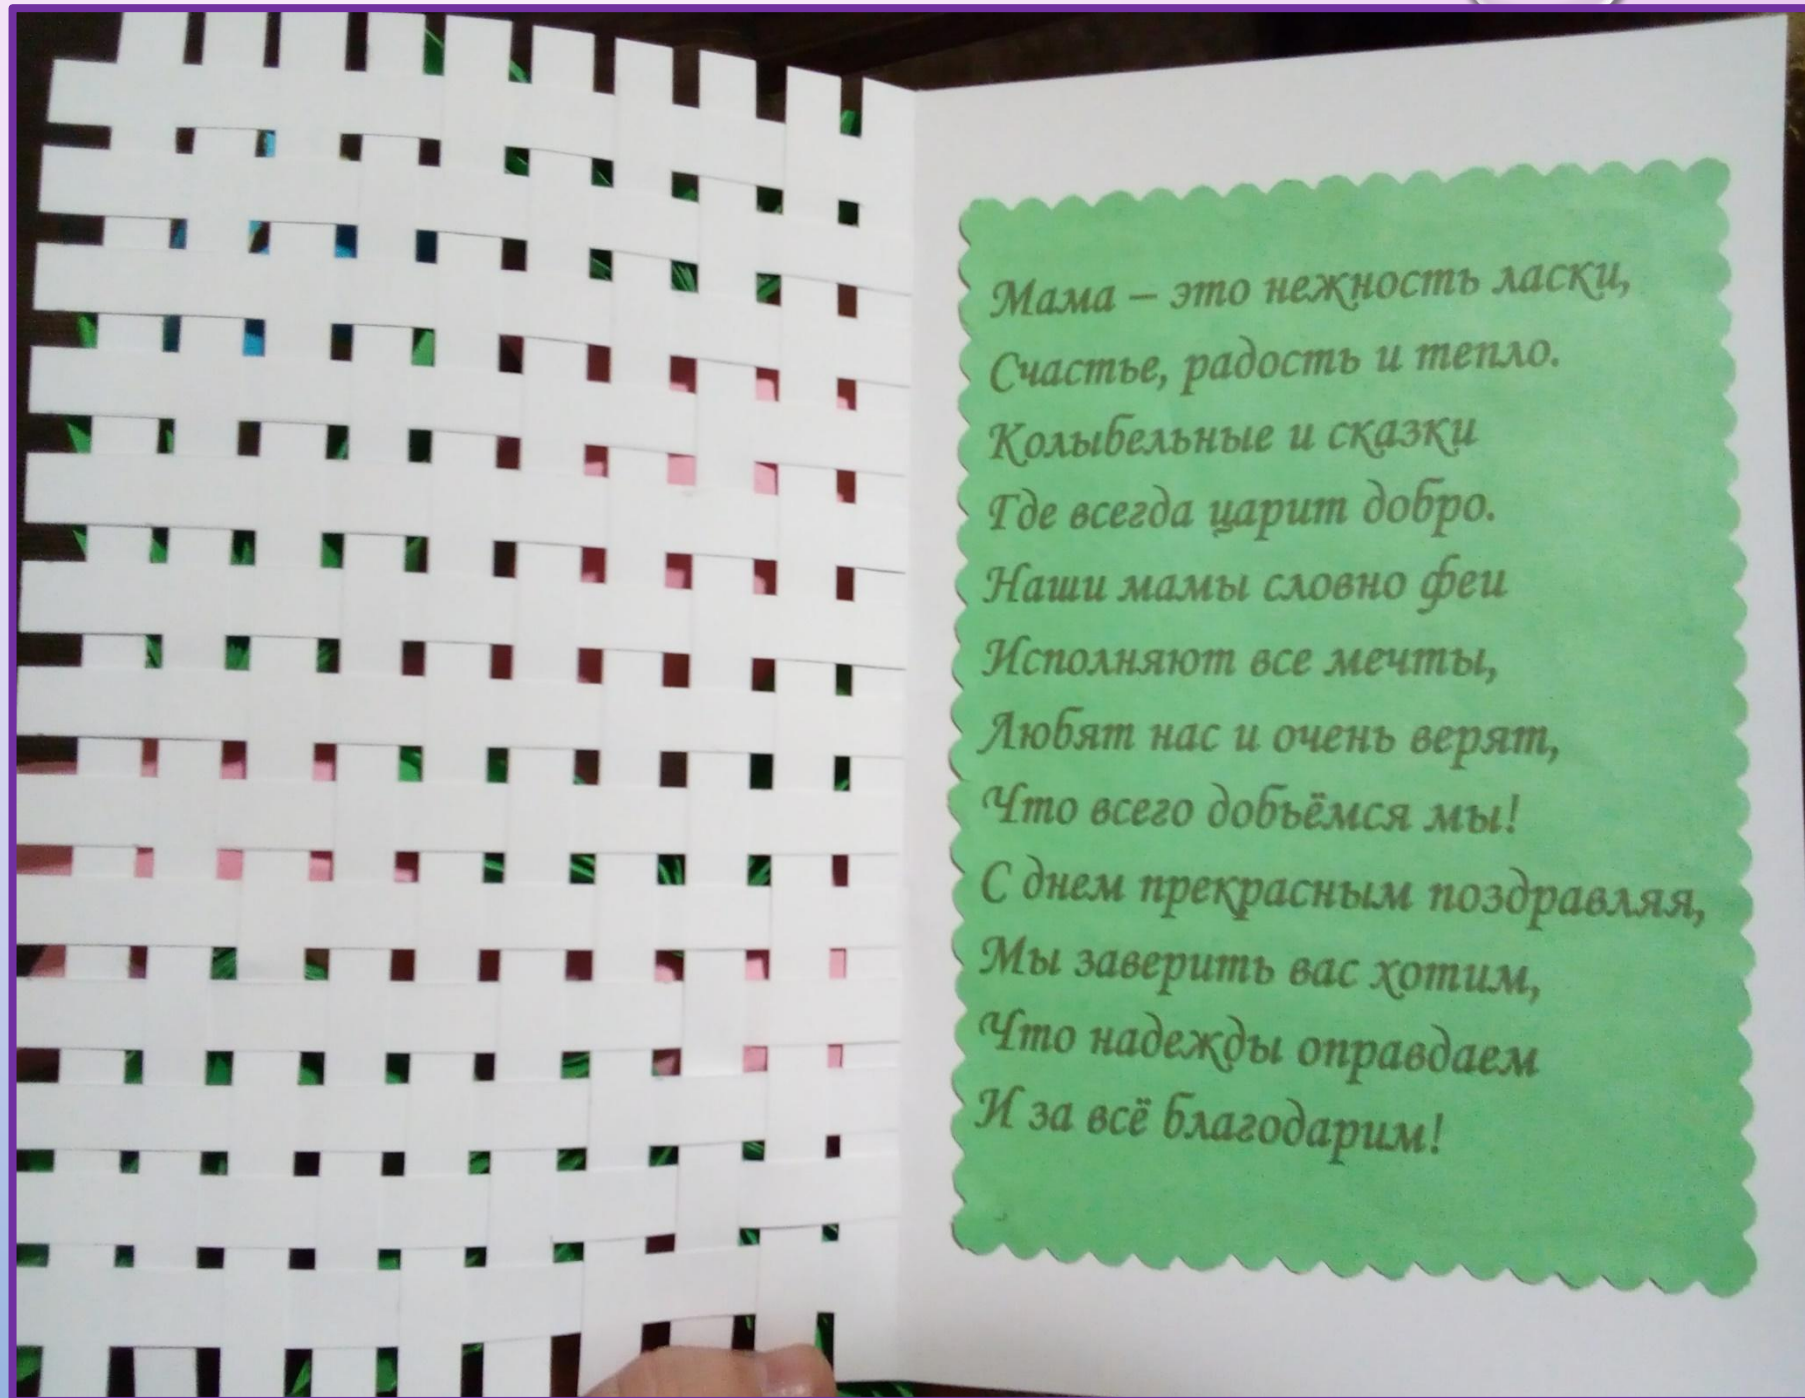 Мама – это нежность ласки,
Счастье, радость и тепло.
Колыбельные и сказки
Где всегда царит добро.
Наши мамы словно феи
Исполняют все мечты,
Любят нас и очень верят,
Что всего добьёмся мы!
С днем прекрасным поздравляя,
Мы заверить вас хотим,
Что надежды оправдаем
И за всё благодарим!